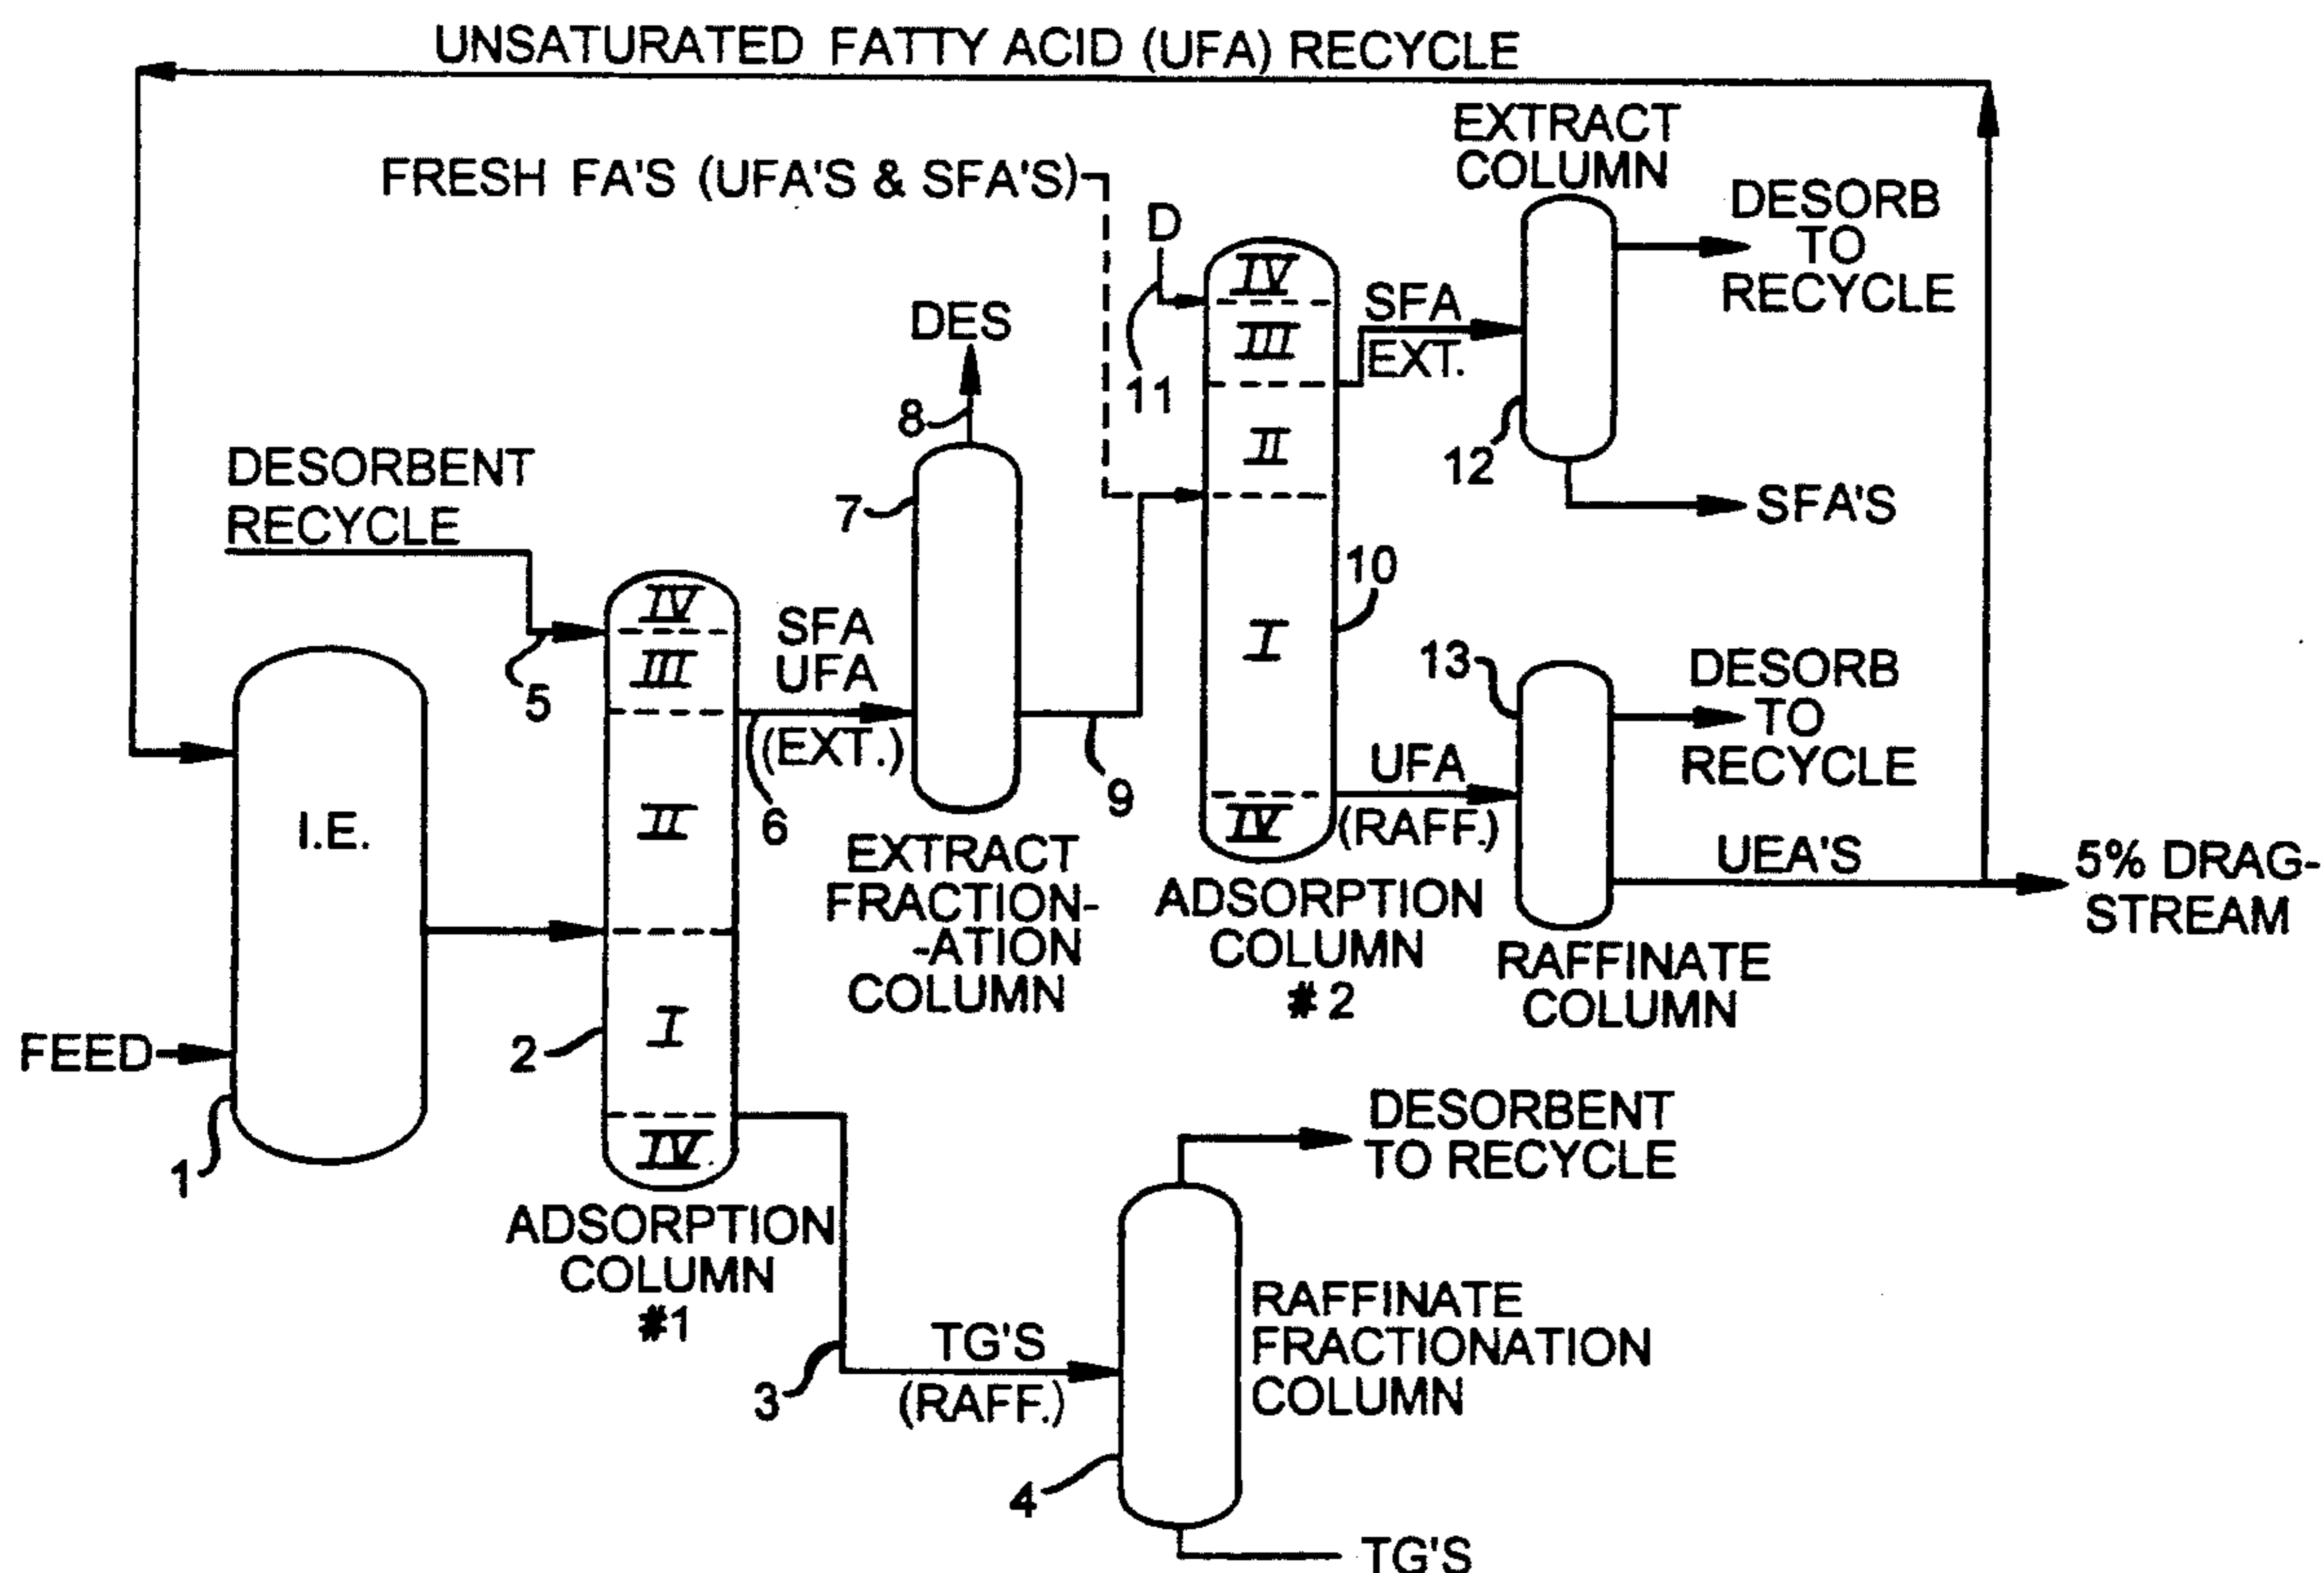 UNSATURATED FATTY ACID (UFA) RECYCLE
FRESH FA'S (UFA'S & SFA'S)
EXTRACT
COLUMN
DESORB
TO
RECYCLE
D
11
IV
III
II
I
IV
SFA
EXT.
12
SFA'S
DES
8
7
DESORBENT
RECYCLE
5
IV
III
II
I
IV
SFA
UFA
(EXT.)
6
9
10
13
DESORB
TO
RECYCLE
UFA
(RAFF.)
UEA'S
5% DRAG-
STREAM
I.E.
FEED
1
2
EXTRACT
FRACTION-
-ATION
COLUMN
ADSORPTION
COLUMN
#2
RAFFINATE
COLUMN
ADSORPTION
COLUMN
#1
3
TG'S
(RAFF.)
DESORBENT
TO RECYCLE
RAFFINATE
FRACTIONATION
COLUMN
4
TG'S